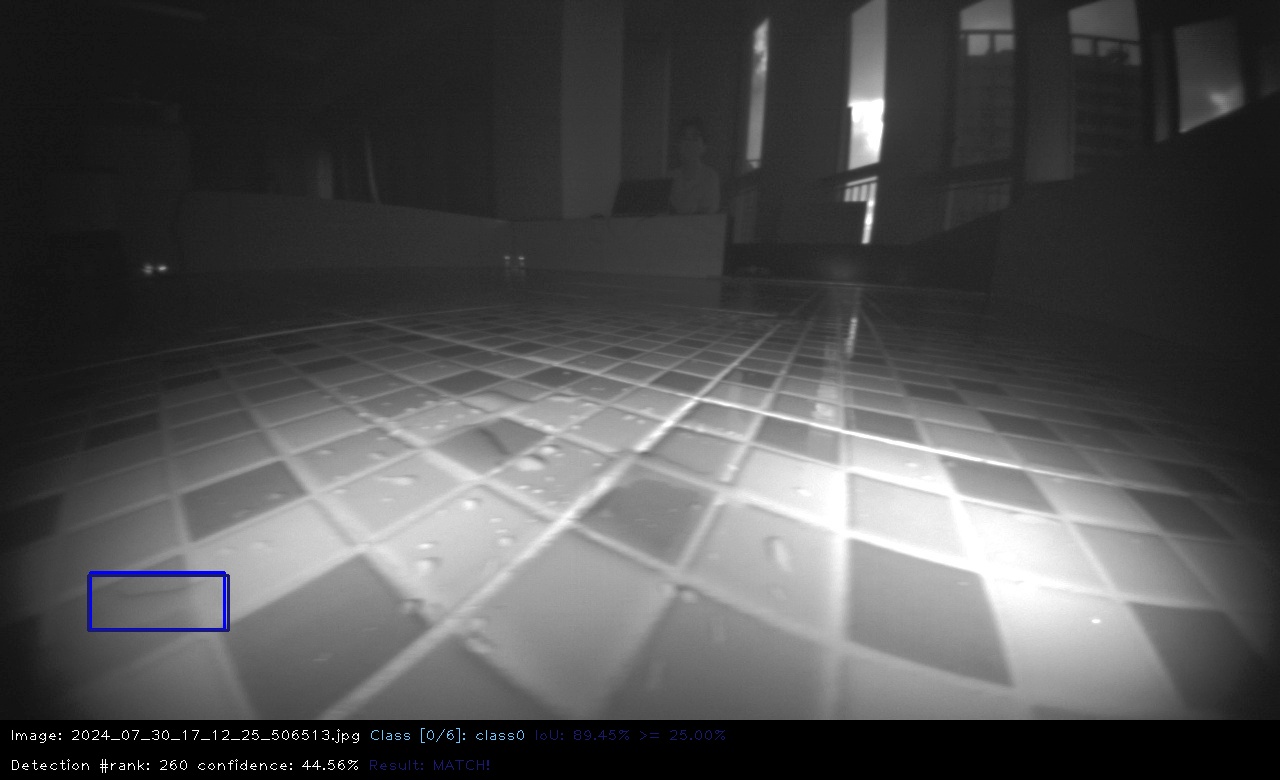 Image: 2024_07_30_17_12_25_506513.jpg Class [0/6]: class0 IoU: 89.45% >= 25.00%
Detection #rank: 260 confidence: 44.56% Result: MATCH!